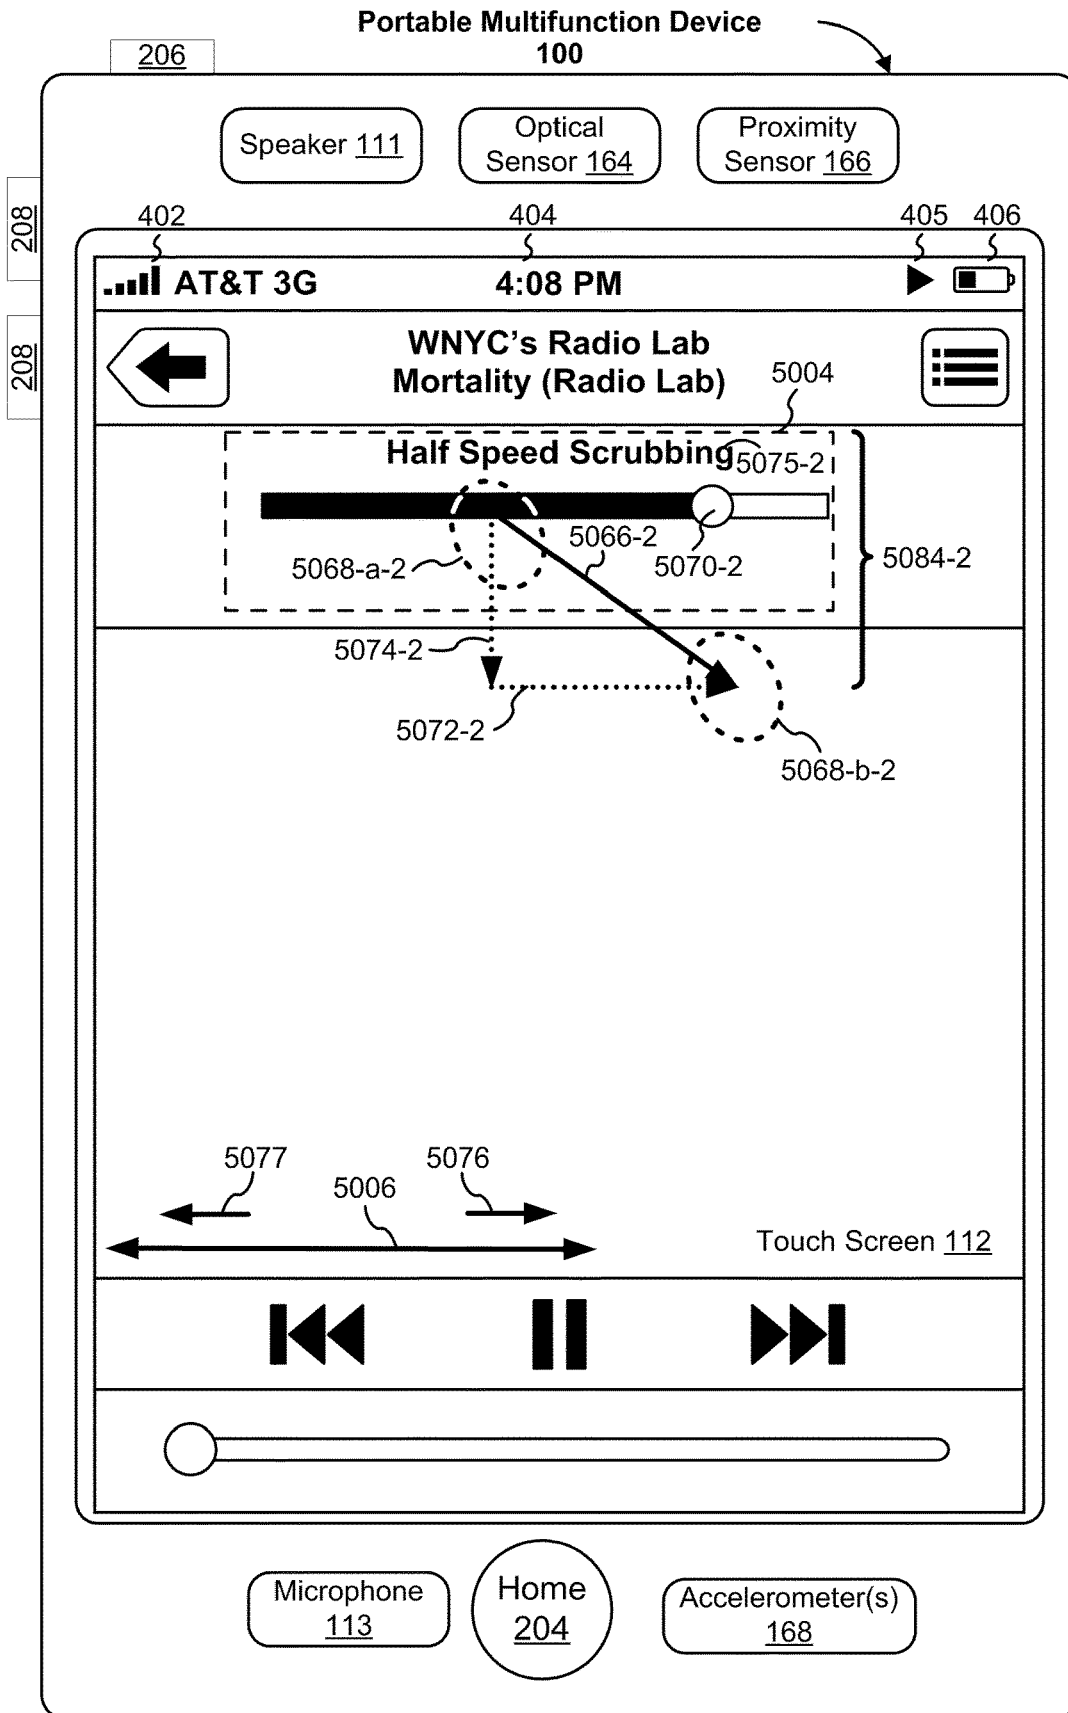 Portable Multifunction Device
100
206
Speaker 111
Optical
Sensor 164
Proximity
Sensor 166
208
208
402
404
405
406
AT&T 3G
4:08 PM
WNYC's Radio Lab
Mortality (Radio Lab)
5004
Half Speed Scrubbing
5075-2
5066-2
5068-a-2
5070-2
5084-2
5074-2
5072-2
5068-b-2
5077
5076
5006
Touch Screen 112
Microphone
113
Home
204
Accelerometer(s)
168